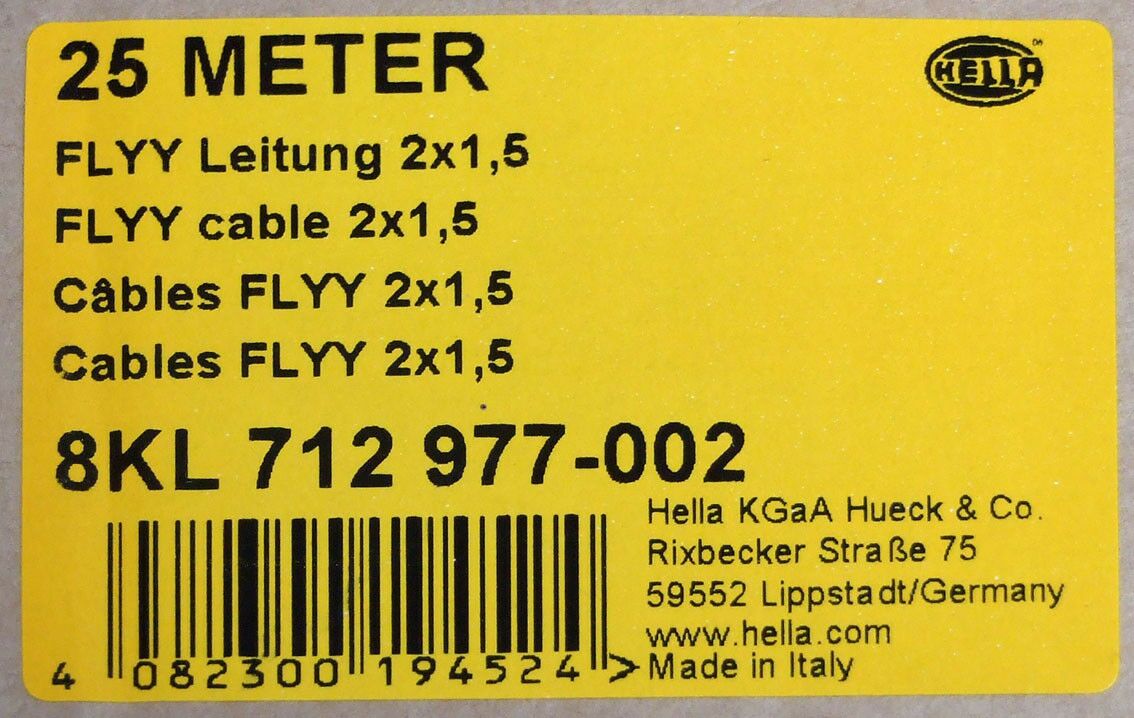 25 METER
HELLA
FLYY Leitung 2x1,5
FLYY cable 2x1,5
Câbles FLYY 2x1,5
Cables FLYY 2x1,5
8KL 712 977-002
Hella KGaA Hueck & Co.
Rixbecker Straße 75
59552 Lippstadt/Germany
www.hella.com
Made in Italy
4 082300 194524 >